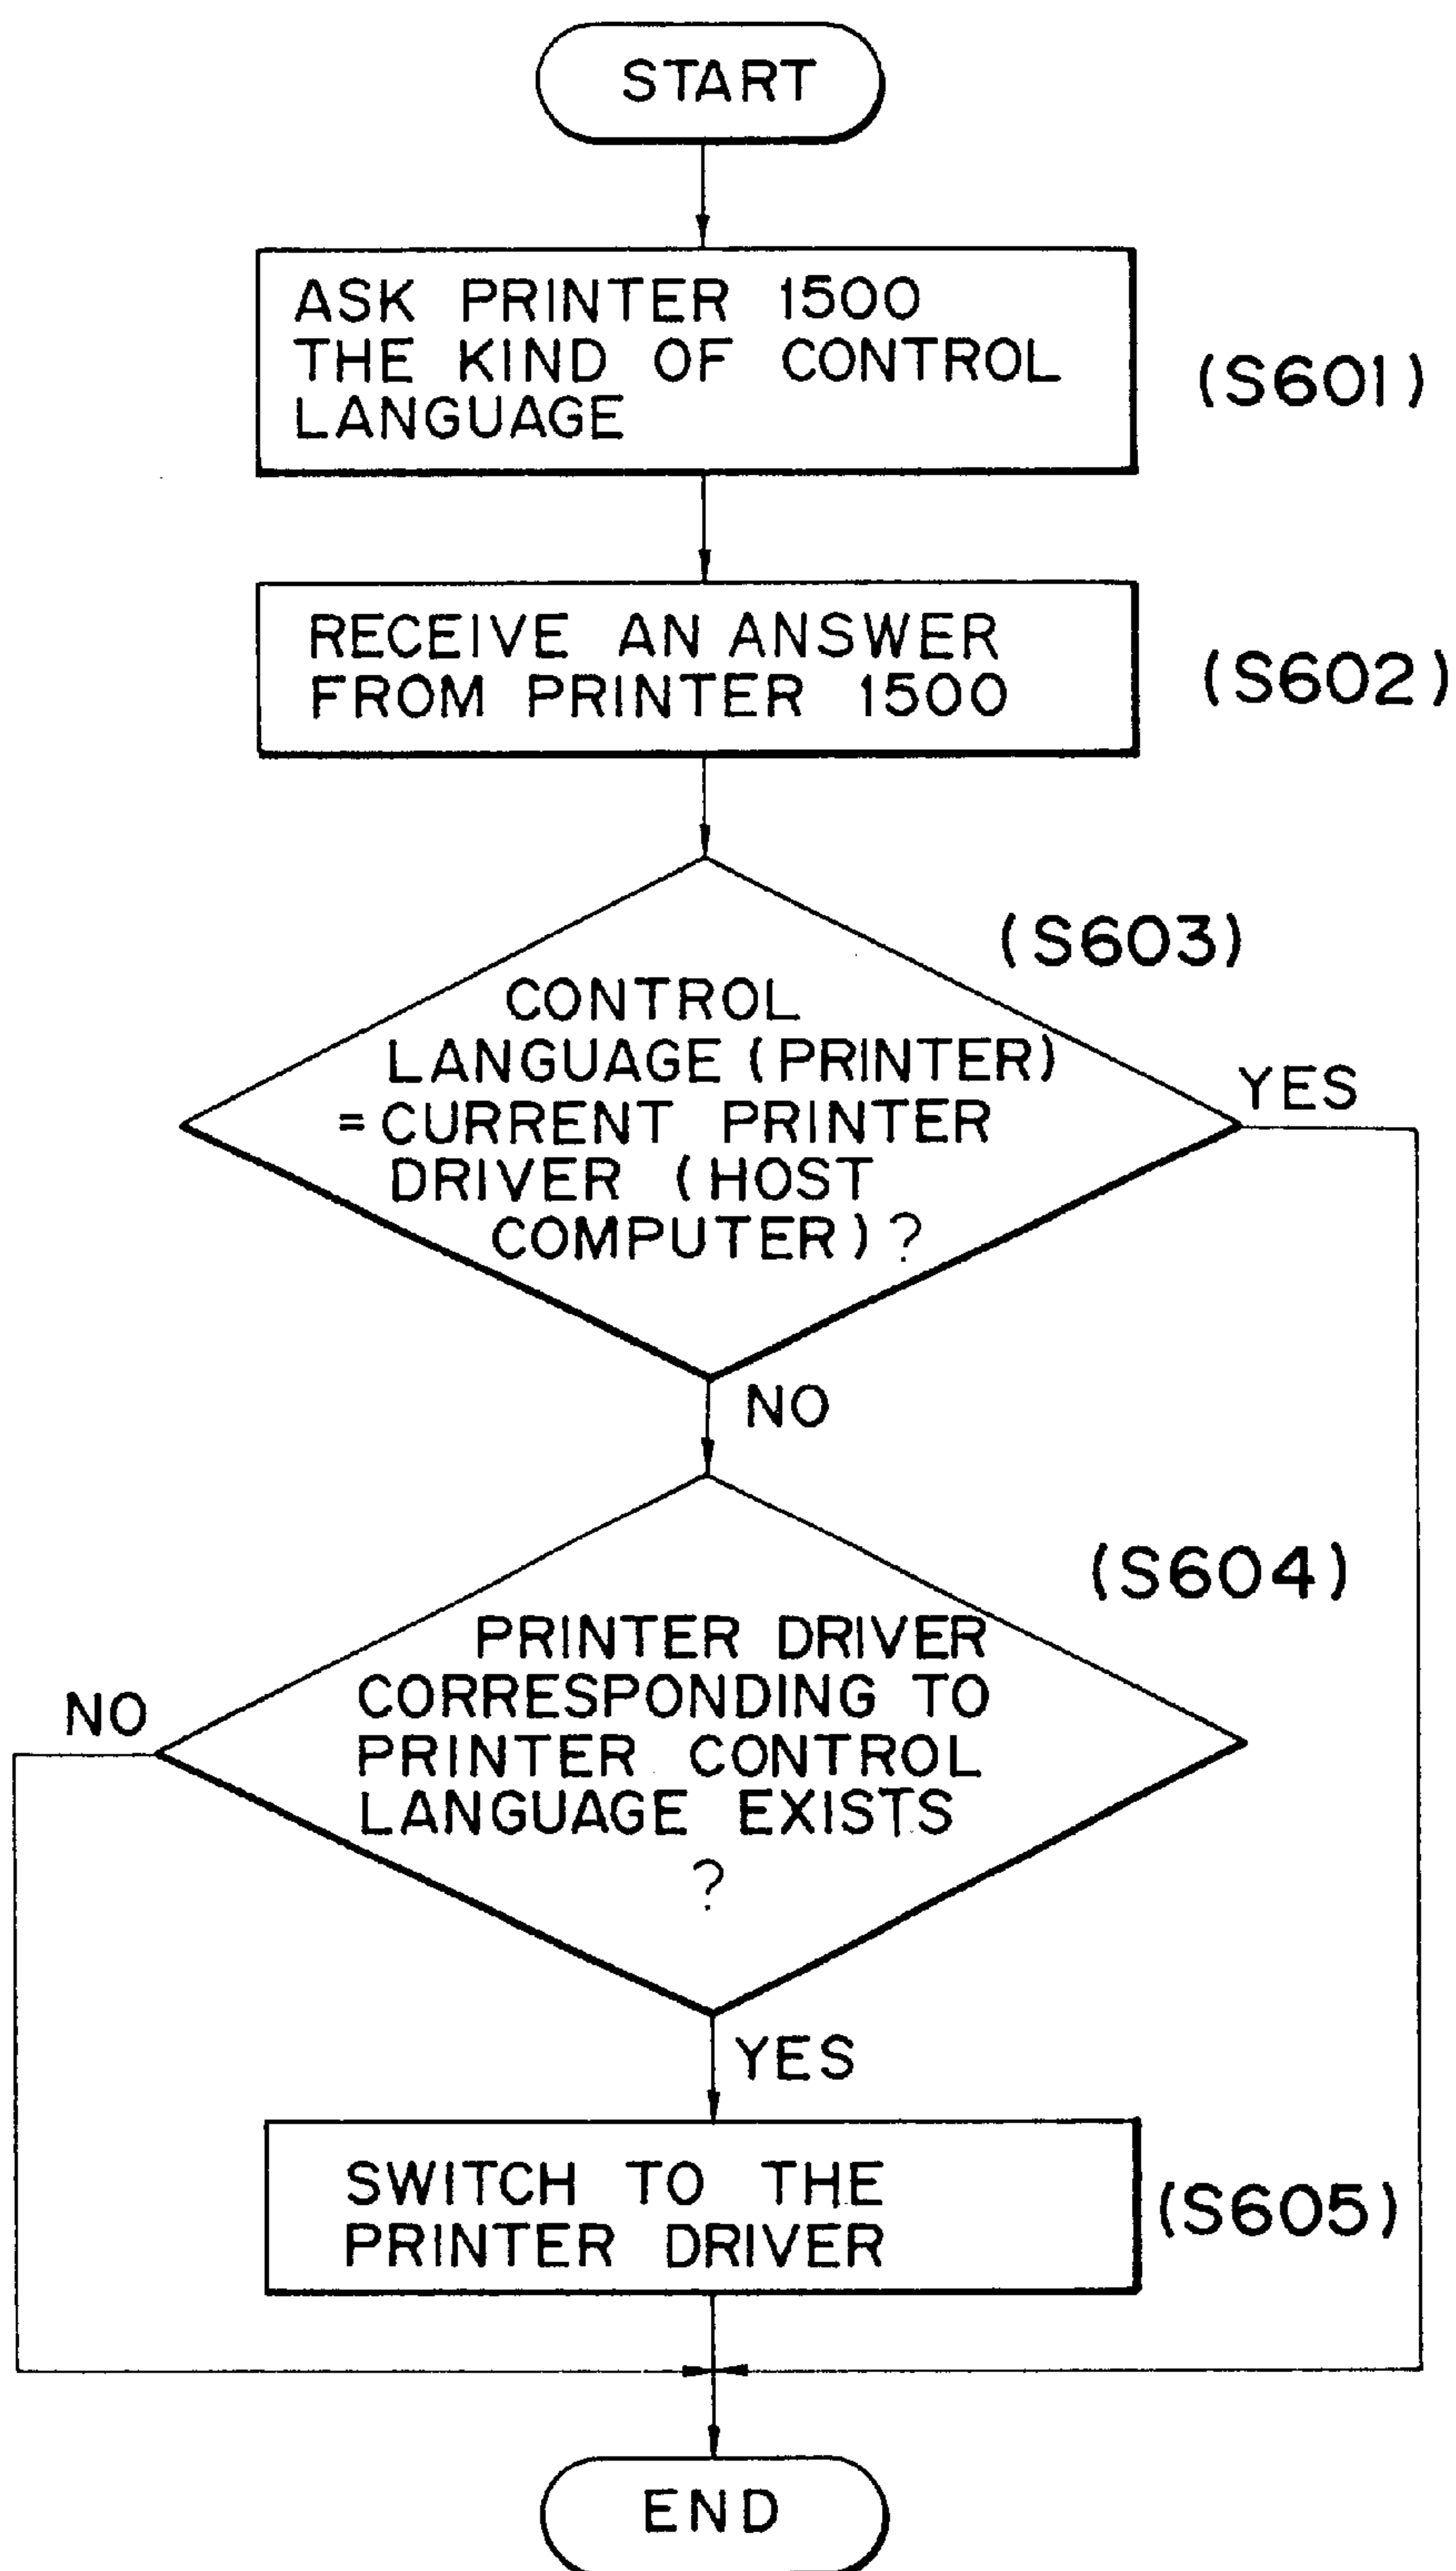 START
ASK PRINTER 1500
THE KIND OF CONTROL
LANGUAGE
(S601)
RECEIVE AN ANSWER
FROM PRINTER 1500
(S602)
(S603)
CONTROL
LANGUAGE (PRINTER)
= CURRENT PRINTER
DRIVER (HOST
COMPUTER) ?
YES
NO
(S604)
PRINTER DRIVER
CORRESPONDING TO
PRINTER CONTROL
LANGUAGE EXISTS
?
NO
YES
SWITCH TO THE
PRINTER DRIVER
(S605)
END